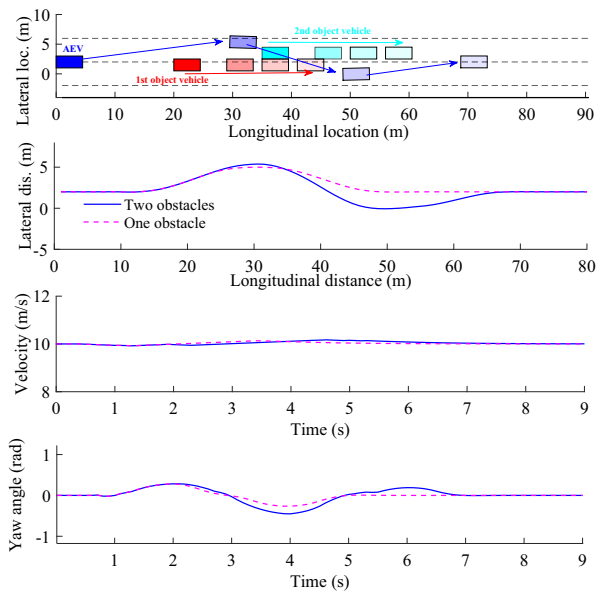 Lateral loc. (m)
10
5
0
AEV
2nd object vehicle
1st object vehicle
0 10 20 30 40 50 60 70 80 90
Longitudinal location (m)
Lateral dis. (m)
5
0
-5
Two obstacles
One obstacle
0 10 20 30 40 50 60 70 80
Longitudinal distance (m)
Velocity (m/s)
12
10
8
0 1 2 3 4 5 6 7 8 9
Time (s)
Yaw angle (rad)
1
0
-1
1 2 3 4 5 6 7 8 9
Time (s)